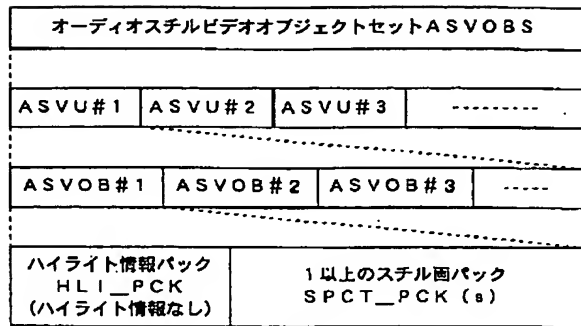 オーディオスチルビデオオブジェクトセットASVOBS
ASVU#1 ASVU#2 ASVU#3
ASVOB#1 ASVOB#2 ASVOB#3
ハイライト情報パック
HLI__PCK
(ハイライト情報なし)
1以上のスチル画パック
SPCT__PCK(s)